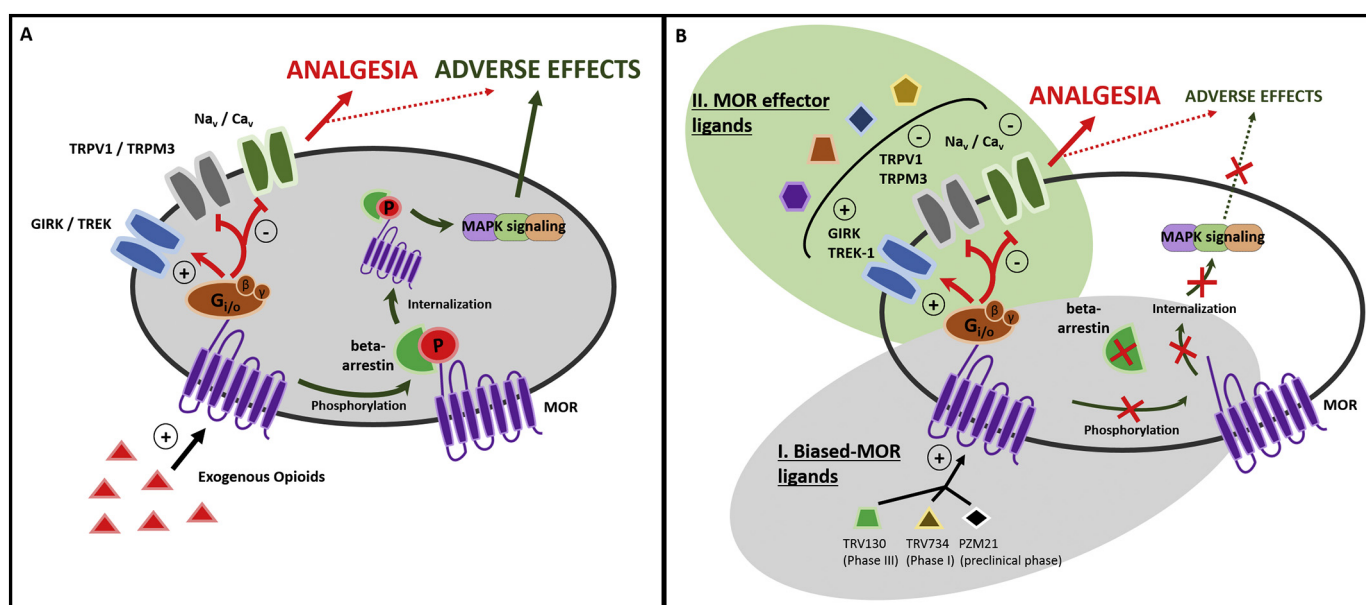 A
ANALGESIA ADVERSE EFFECTS
Nav / Cav
TRPV1 / TRPM3
GIRK / TREK
P
MAPK signaling
-
+
β
γ
Gi/o
Internalization
beta-
arrestin
P
Phosphorylation
MOR
+
Exogenous Opioids
B
II. MOR effector
ligands
ANALGESIA
ADVERSE EFFECTS
-
-
Nav / Cav
TRPV1
TRPM3
+
GIRK
TREK-1
MAPK signaling
-
+
β
γ
Gi/o
Internalization
beta-
arrestin
Phosphorylation
MOR
I. Biased-MOR
ligands
+
TRV130 TRV734 PZM21
(Phase III) (Phase I) (preclinical phase)